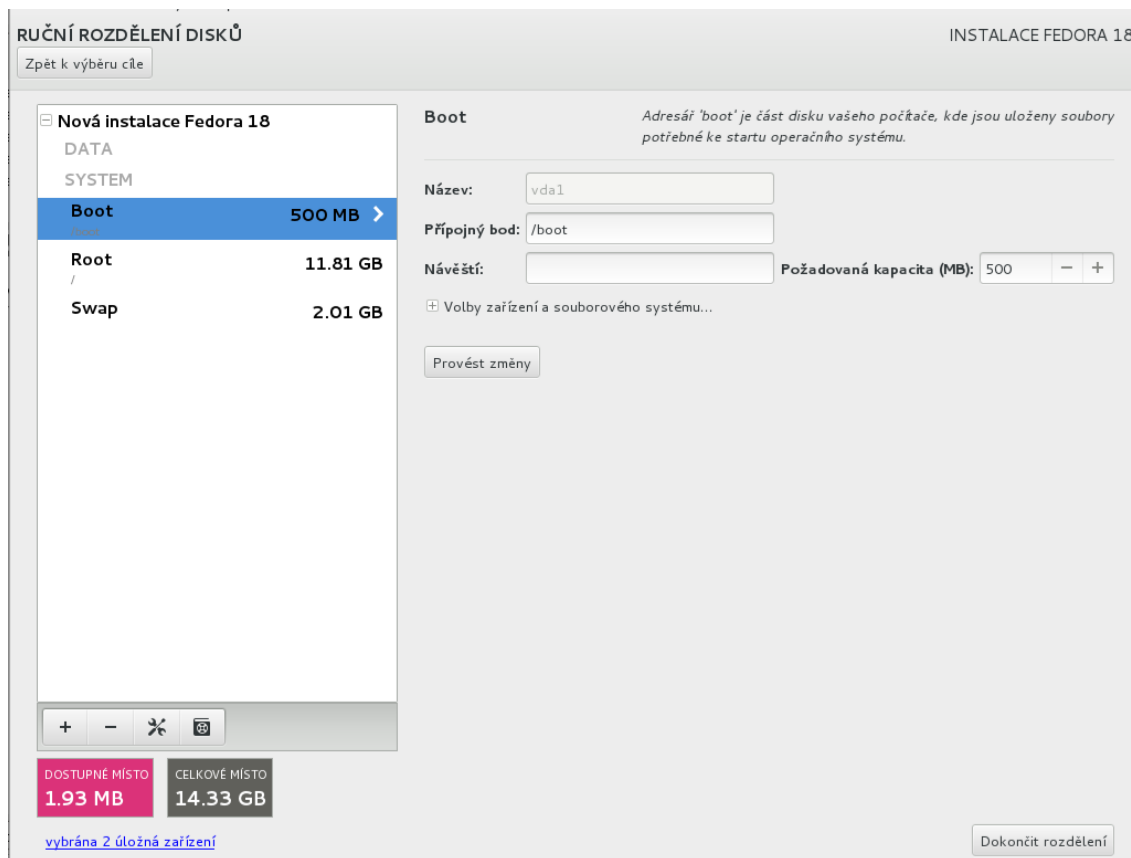 RUČNÍ ROZDĚLENÍ DISKŮ
INSTALACE FEDORA 18
Zpět k výběru cíle
Nová instalace Fedora 18
DATA
SYSTEM
Boot
500 MB
/boot
Root
11.81 GB
/
Swap
2.01 GB
Boot
Adresář 'boot' je část disku vašeho počítače, kde jsou uloženy soubory
potřebné ke startu operačního systému.
Název: vda1
Přípojný bod: /boot
Návěští:
Požadovaná kapacita (MB): 500 − +
Volby zařízení a souborového systému...
Provést změny
+ −
DOSTUPNÉ MÍSTO
1.93 MB
CELKOVÉ MÍSTO
14.33 GB
vybrána 2 úložná zařízení
Dokončit rozdělení